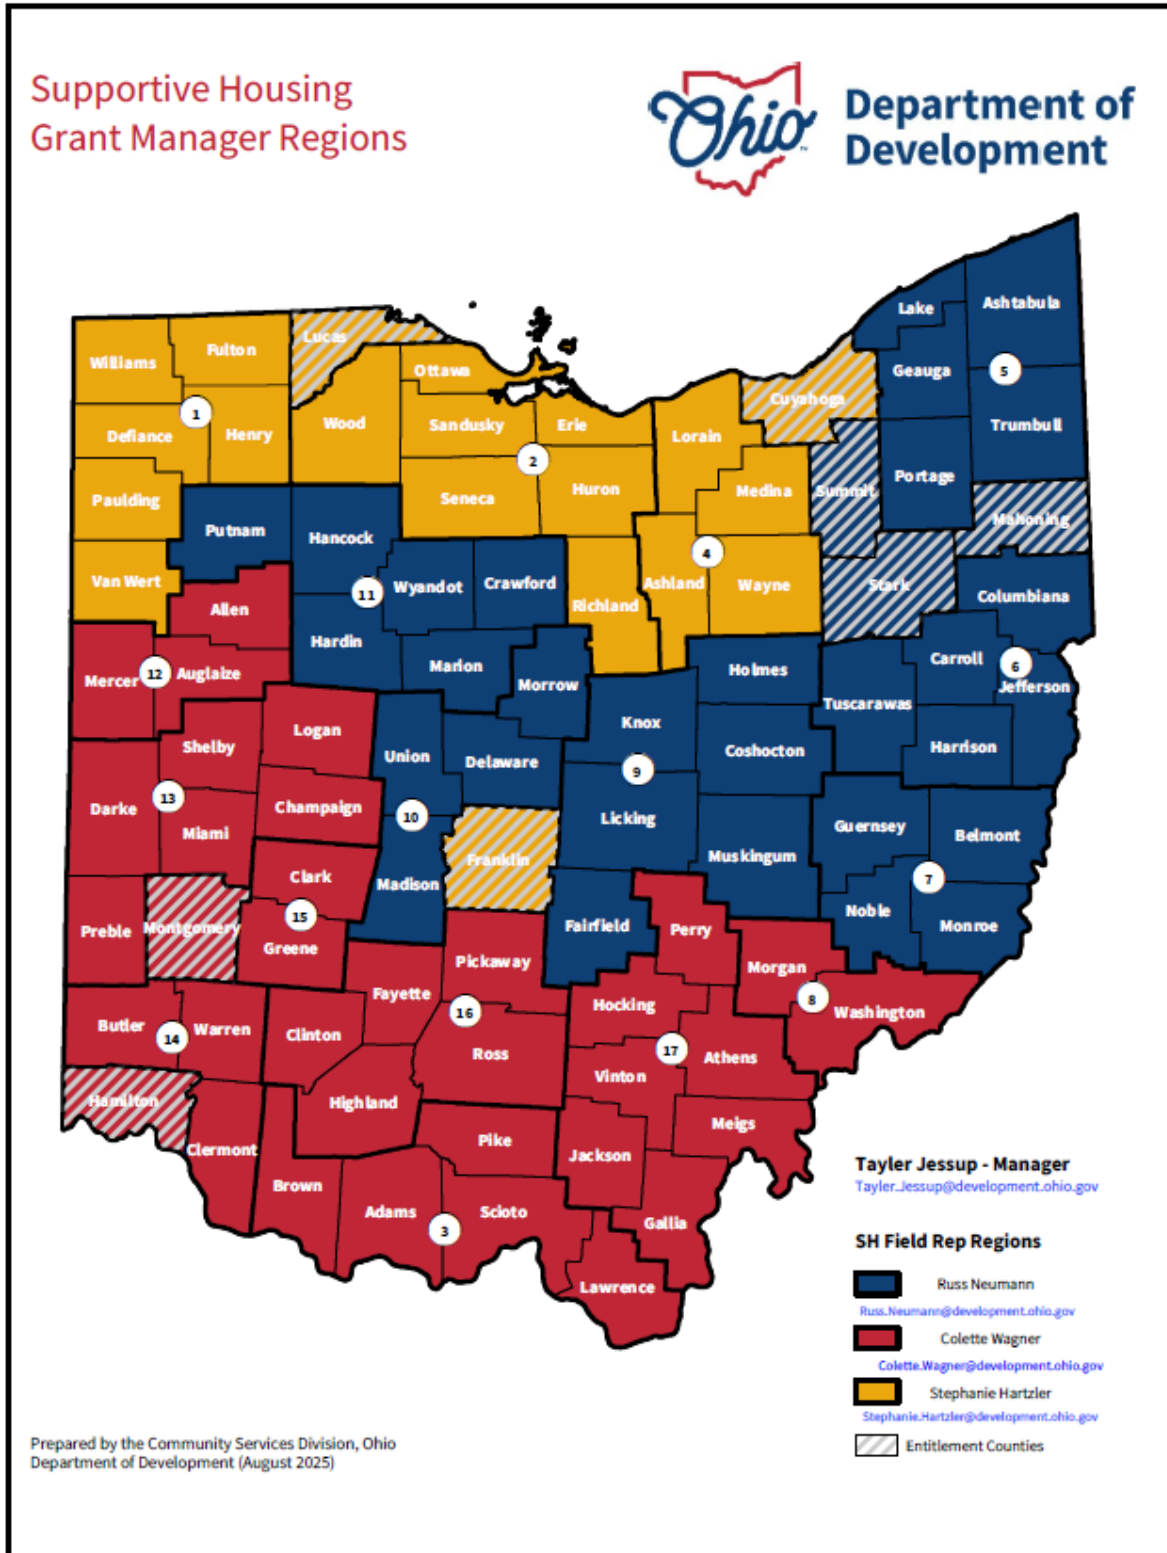 Supportive Housing
Grant Manager Regions
Ohio
Department of
Development
Lake
Ashtabula
Lucas
Fulton
Williams
Geauga
5
Ottawa
Cuyahoga
1
Wood
Sandusky
Erie
Trumbull
Defiance
Henry
Lorain
2
Portage
Paulding
Seneca
Huron
Medina
Summit
Mahoning
Putnam
Hancock
4
Van Wert
11
Wyandot
Crawford
Ashland
Wayne
Stark
Columbiana
Allen
Richland
Hardin
Mercer
12
Auglaize
Marion
Morrow
Holmes
Carroll
6
Jefferson
Tuscarawas
Logan
Knox
Shelby
Union
Delaware
9
Coshocton
Harrison
13
Darke
Champaign
10
Licking
Miami
Guernsey
Belmont
Franklin
Muskingum
Clark
Madison
7
15
Noble
Preble
Montgomery
Greene
Fairfield
Perry
Monroe
Pickaway
Morgan
Fayette
Hocking
8
Washington
16
Butler
14
Warren
Clinton
Ross
17
Athens
Vinton
Hamilton
Highland
Meigs
Clermont
Pike
Jackson
Brown
Adams
3
Scioto
Gallia
Lawrence
Tayler Jessup - Manager
Tayler.Jessup@development.ohio.gov
SH Field Rep Regions
Russ Neumann
Russ.Neumann@development.ohio.gov
Colette Wagner
Colette.Wagner@development.ohio.gov
Stephanie Hartzler
Stephanie.Hartzler@development.ohio.gov
Entitlement Counties
Prepared by the Community Services Division, Ohio
Department of Development (August 2025)